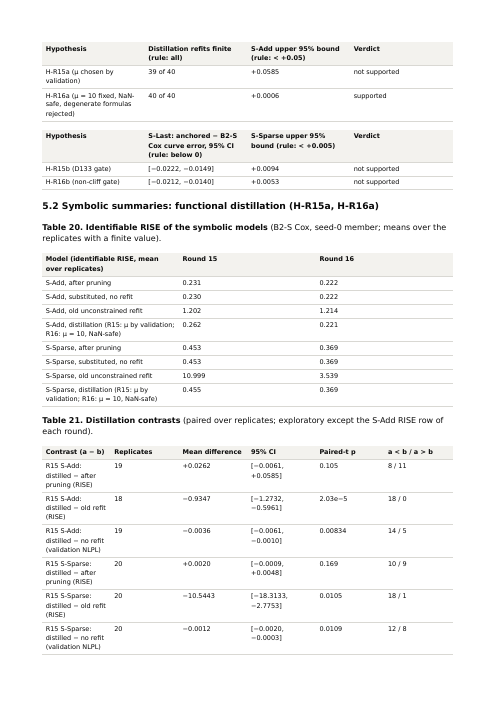 Hypothesis Distillation refits finite S-Add upper 95% bound Verdict
(rule: all) (rule: < +0.05)
H-R15a (μ chosen by 39 of 40 +0.0585 not supported
validation)
H-R16a (μ = 10 fixed, NaN- 40 of 40 +0.0006 supported
safe, degenerate formulas
rejected)
Hypothesis S-Last: anchored − B2-S S-Sparse upper 95% Verdict
Cox curve error, 95% CI bound (rule: < +0.005)
(rule: below 0)
H-R15b (D133 gate) [−0.0222, −0.0149] +0.0094 not supported
H-R16b (non-cliff gate) [−0.0212, −0.0140] +0.0053 not supported
5.2 Symbolic summaries: functional distillation (H-R15a, H-R16a)
Table 20. Identifiable RISE of the symbolic models (B2-S Cox, seed-0 member; means over the
replicates with a finite value).
Model (identifiable RISE, mean Round 15 Round 16
over replicates)
S-Add, after pruning 0.231 0.222
S-Add, substituted, no refit 0.230 0.222
S-Add, old unconstrained refit 1.202 1.214
S-Add, distillation (R15: μ by validation; 0.262 0.221
R16: μ = 10, NaN-safe)
S-Sparse, after pruning 0.453 0.369
S-Sparse, substituted, no refit 0.453 0.369
S-Sparse, old unconstrained refit 10.999 3.539
S-Sparse, distillation (R15: μ by 0.455 0.369
validation; R16: μ = 10, NaN-safe)
Table 21. Distillation contrasts (paired over replicates; exploratory except the S-Add RISE row of
each round).
Contrast (a − b) Replicates Mean difference 95% CI Paired-t p a < b / a > b
R15 S-Add: 19 +0.0262 [−0.0061, 0.105 8 / 11
distilled − after +0.0585]
pruning (RISE)
R15 S-Add: 18 −0.9347 [−1.2732, 2.03e−5 18 / 0
distilled − old refit −0.5961]
(RISE)
R15 S-Add: 19 −0.0036 [−0.0061, 0.00834 14 / 5
distilled − no refit −0.0010]
(validation NLPL)
R15 S-Sparse: 20 +0.0020 [−0.0009, 0.169 10 / 9
distilled − after +0.0048]
pruning (RISE)
R15 S-Sparse: 20 −10.5443 [−18.3133, 0.0105 18 / 1
distilled − old refit −2.7753]
(RISE)
R15 S-Sparse: 20 −0.0012 [−0.0020, 0.0109 12 / 8
distilled − no refit −0.0003]
(validation NLPL)